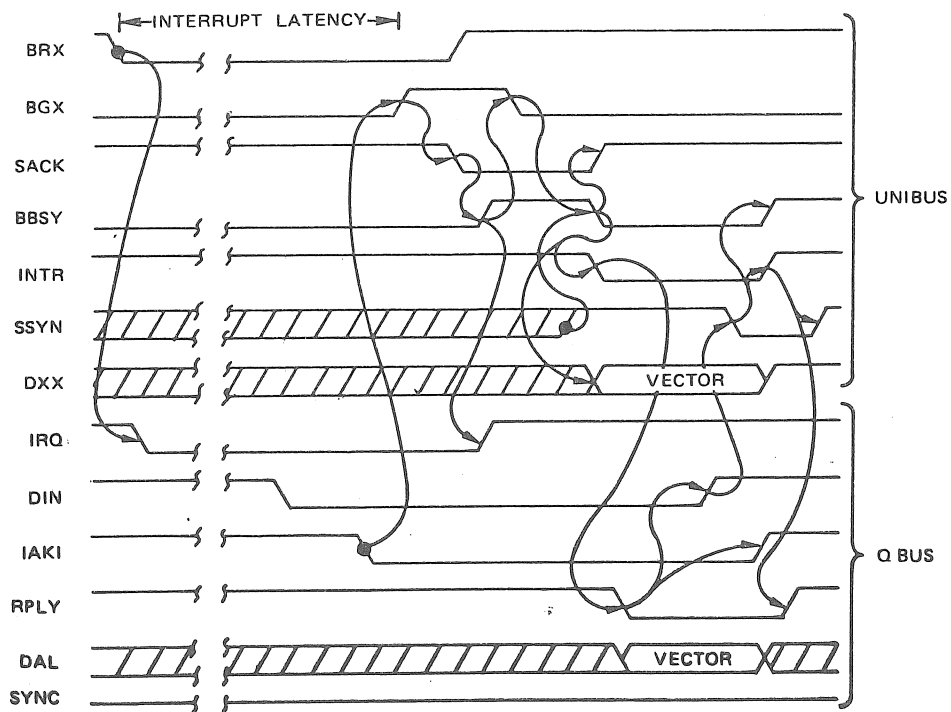 INTERRUPT LATENCY
BRX
BGX
SACK
BBSY
INTR
SSYN
DXX
VECTOR
IRQ
DIN
IAKI
RPLY
DAL
VECTOR
SYNC
UNIBUS
Q BUS